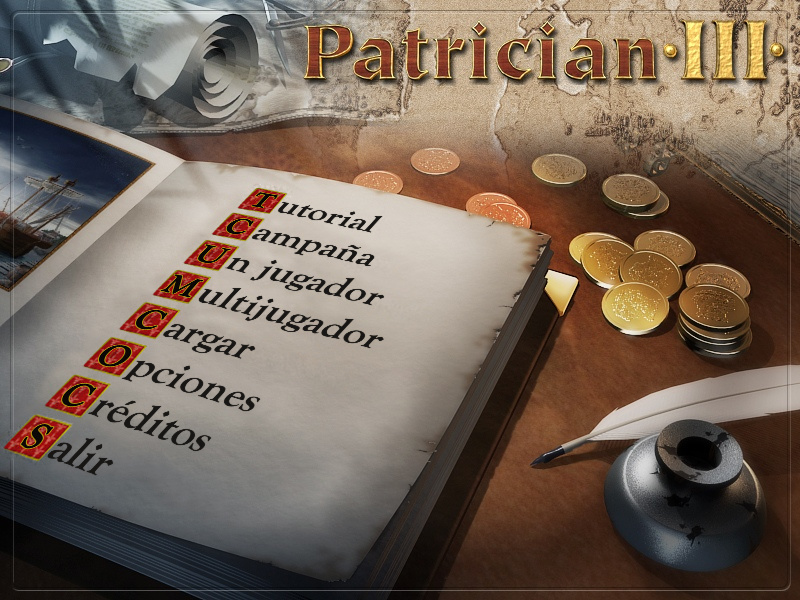 Patrician·III·
Tutorial
Campaña
Un jugador
Multijugador
Cargar
Opciones
Créditos
Salir